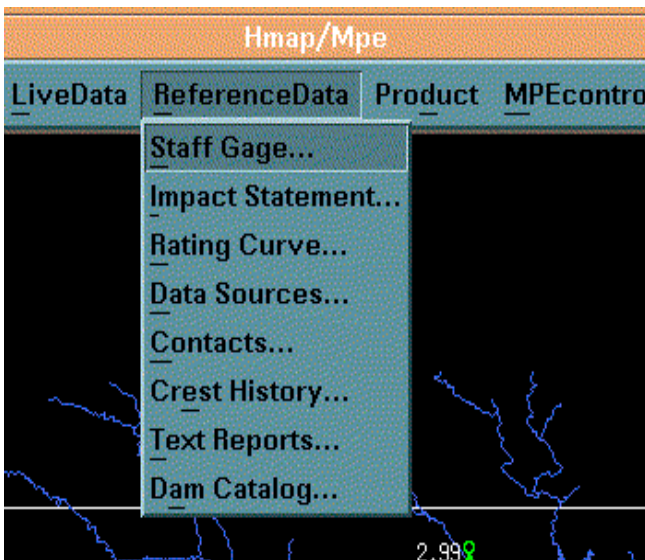 Hmap/Mpe
LiveData ReferenceData Product MPEcontro
Staff Gage...
Impact Statement...
Rating Curve...
Data Sources...
Contacts...
Crest History...
Text Reports...
Dam Catalog...
2.99